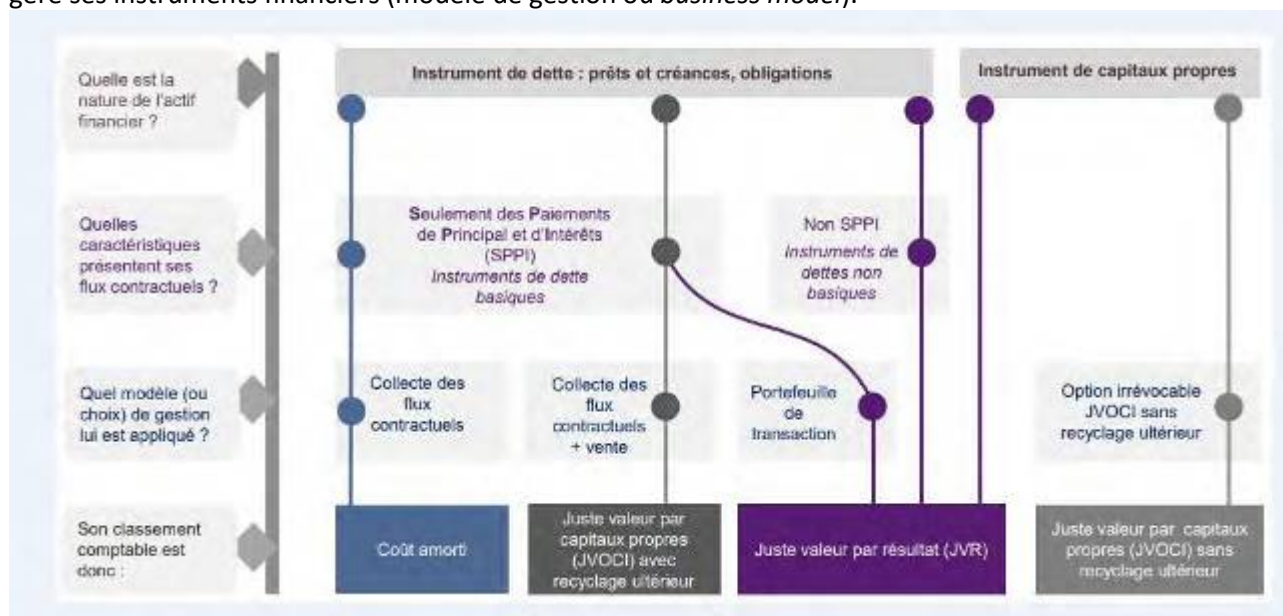 gère ses instruments financiers (modèle de gestion ou business model).
Quelle est la
nature de l'actif
financier ?
Instrument de dette : prêts et créances, obligations
Instrument de capitaux propres
Quelles
caractéristiques
présentent ses
flux contractuels ?
Seulement des Paiements
de Principal et d'Intérêts
(SPPI)
Instruments de dette
basiques
Non SPPI
Instruments de
dettes non
basiques
Quel modèle (ou
choix) de gestion
lui est appliqué ?
Collecte des
flux
contractuels
Collecte des
flux
contractuels
+ vente
Portefeuille
de
transaction
Option irrévocable
JVOCI sans
recyclage ultérieur
Son classement
comptable est
donc :
Coût amorti
Juste valeur par
capitaux propres
(JVOCI) avec
recyclage ultérieur
Juste valeur par résultat (JVR)
Juste valeur par capitaux
propres (JVOCI) sans
recyclage ultérieur